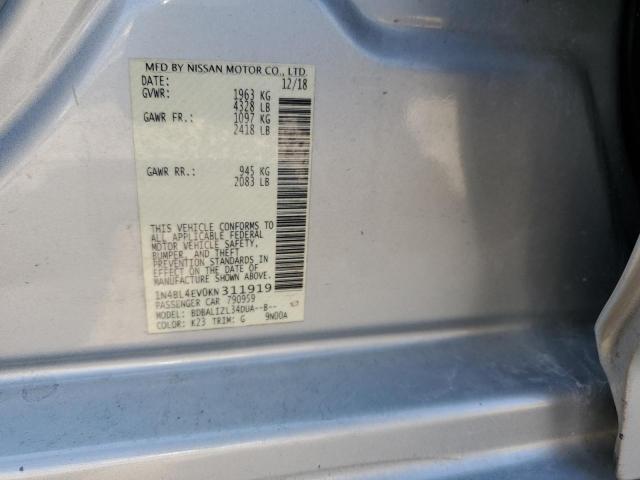 MFD BY NISSAN MOTOR CO., LTD.
DATE: 12/18
GVWR: 1963 KG
4328 LB
GAWR FR.: 1097 KG
2418 LB
GAWR RR.: 945 KG
2083 LB
THIS VEHICLE CONFORMS TO
ALL APPLICABLE FEDERAL
MOTOR VEHICLE SAFETY,
BUMPER, AND THEFT
PREVENTION STANDARDS IN
EFFECT ON THE DATE OF
MANUFACTURE SHOWN ABOVE.
1N4BL4EV0KN311919
PASSENGER CAR 790959
MODEL: BDBALIZL34DUA--B--
COLOR: K23 TRIM: G 9N00A